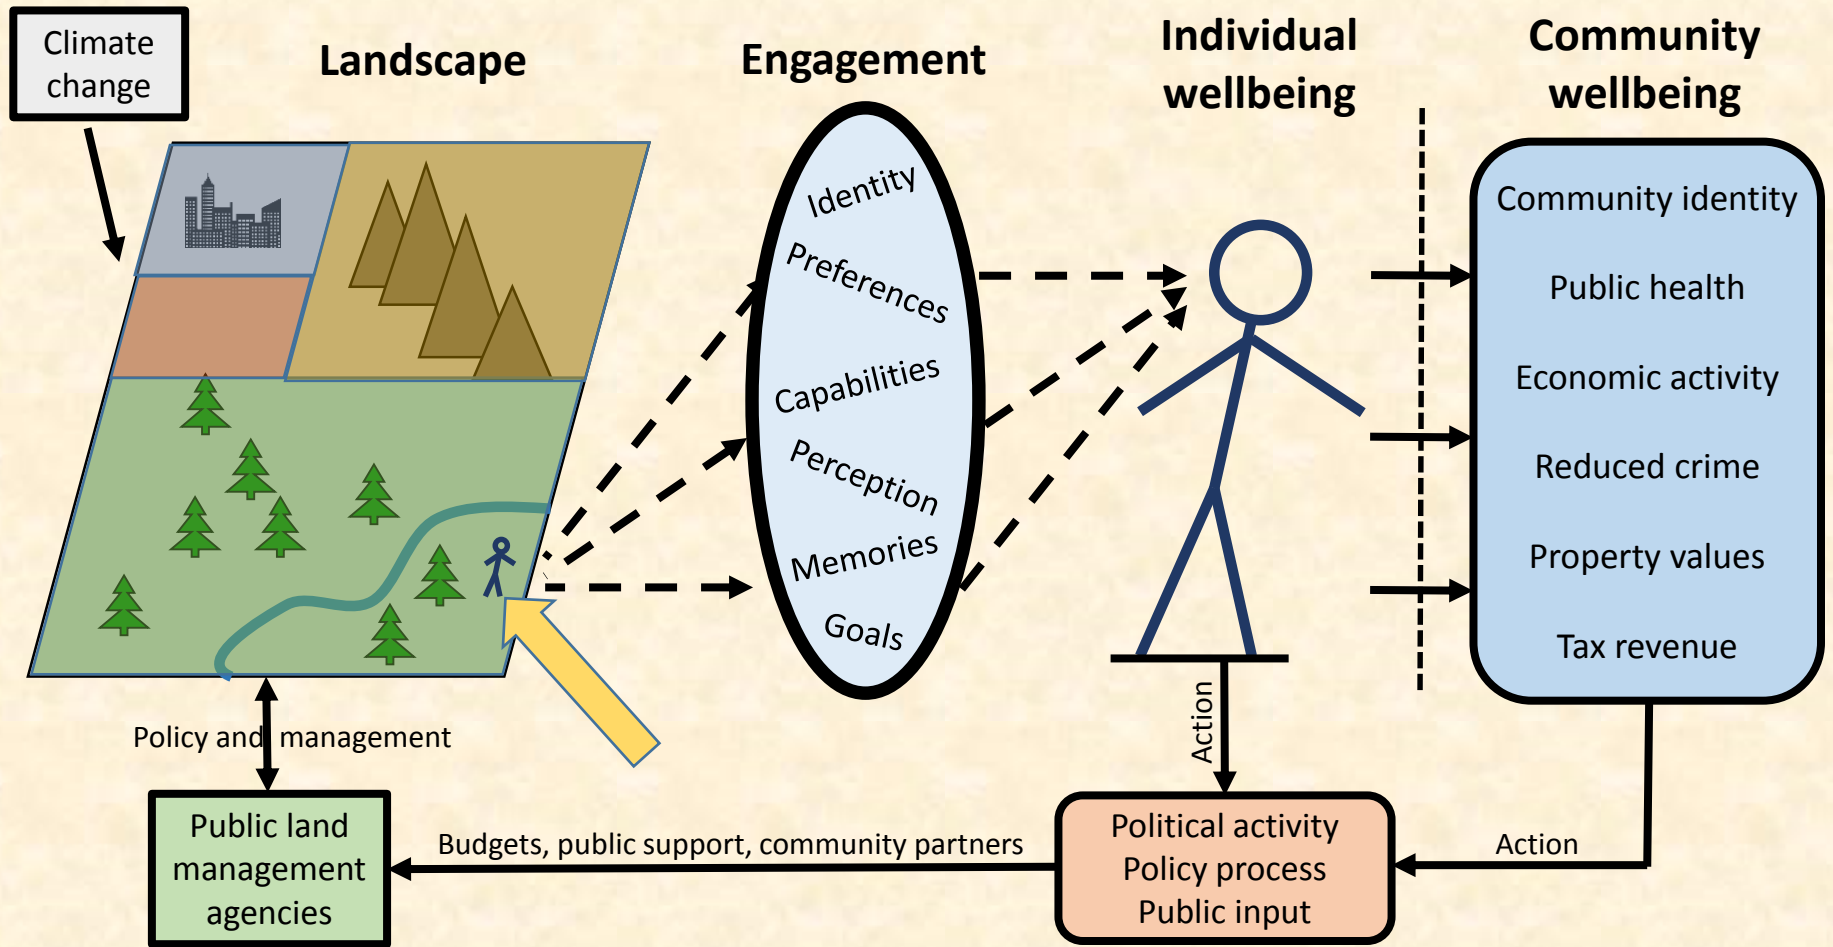 Climate
change
Landscape
Engagement
Individual
wellbeing
Community
wellbeing
Identity
Preferences
Capabilities
Perception
Memories
Goals
Community identity
Public health
Economic activity
Reduced crime
Property values
Tax revenue
Policy and management
Action
Public land
management
agencies
Budgets, public support, community partners
Political activity
Policy process
Public input
Action